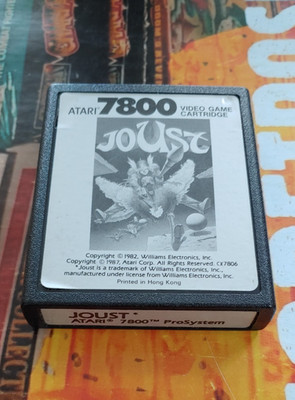 ATARI 7800 VIDEO GAME CARTRIDGE
JOUST
Copyright © 1982, Williams Electronics, Inc.
Copyright © 1987, Atari Corp. All Rights Reserved. CX7806
"Joust is a trademark of Williams Electronics, Inc.,
manufactured under license from Williams Electronics, Inc.
Printed in Hong Kong
JOUST
ATARI® 7800™ ProSystem
COLLECT